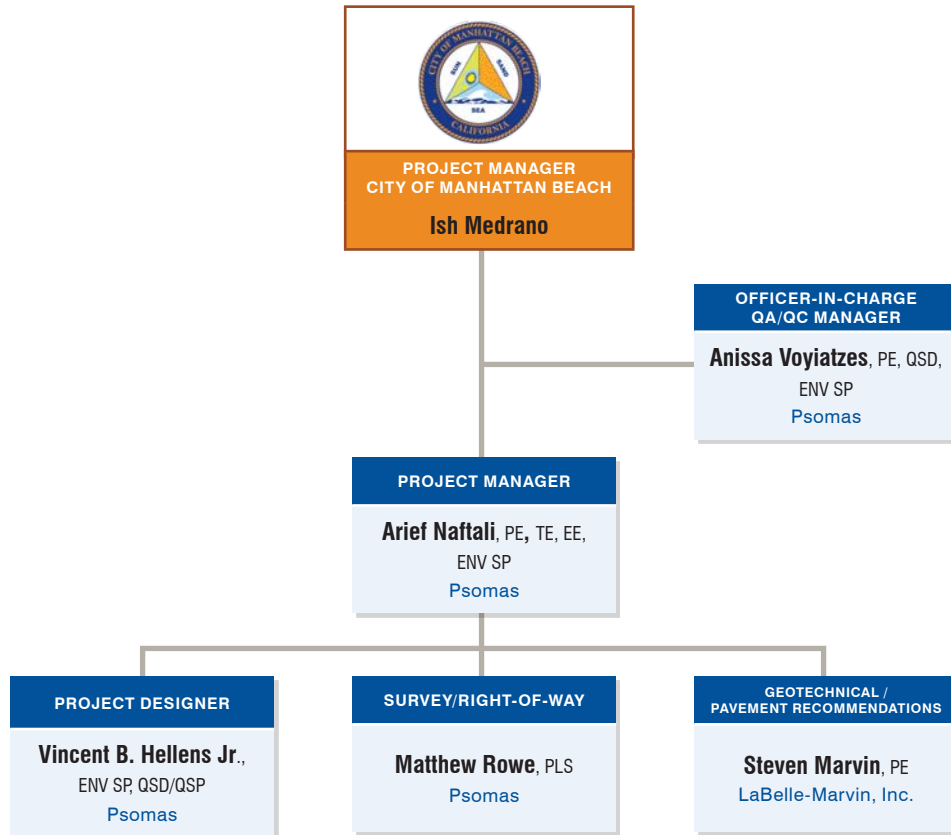 CITY OF MANHATTAN BEACH
SUN
SAND
SEA
CALIFORNIA
PROJECT MANAGER
CITY OF MANHATTAN BEACH
Ish Medrano
OFFICER-IN-CHARGE
QA/QC MANAGER
Anissa Voyiatzes, PE, QSD,
ENV SP
Psomas
PROJECT MANAGER
Arief Naftali, PE, TE, EE,
ENV SP
Psomas
PROJECT DESIGNER
Vincent B. Hellens Jr.,
ENV SP, QSD/QSP
Psomas
SURVEY/RIGHT-OF-WAY
Matthew Rowe, PLS
Psomas
GEOTECHNICAL /
PAVEMENT RECOMMENDATIONS
Steven Marvin, PE
LaBelle-Marvin, Inc.